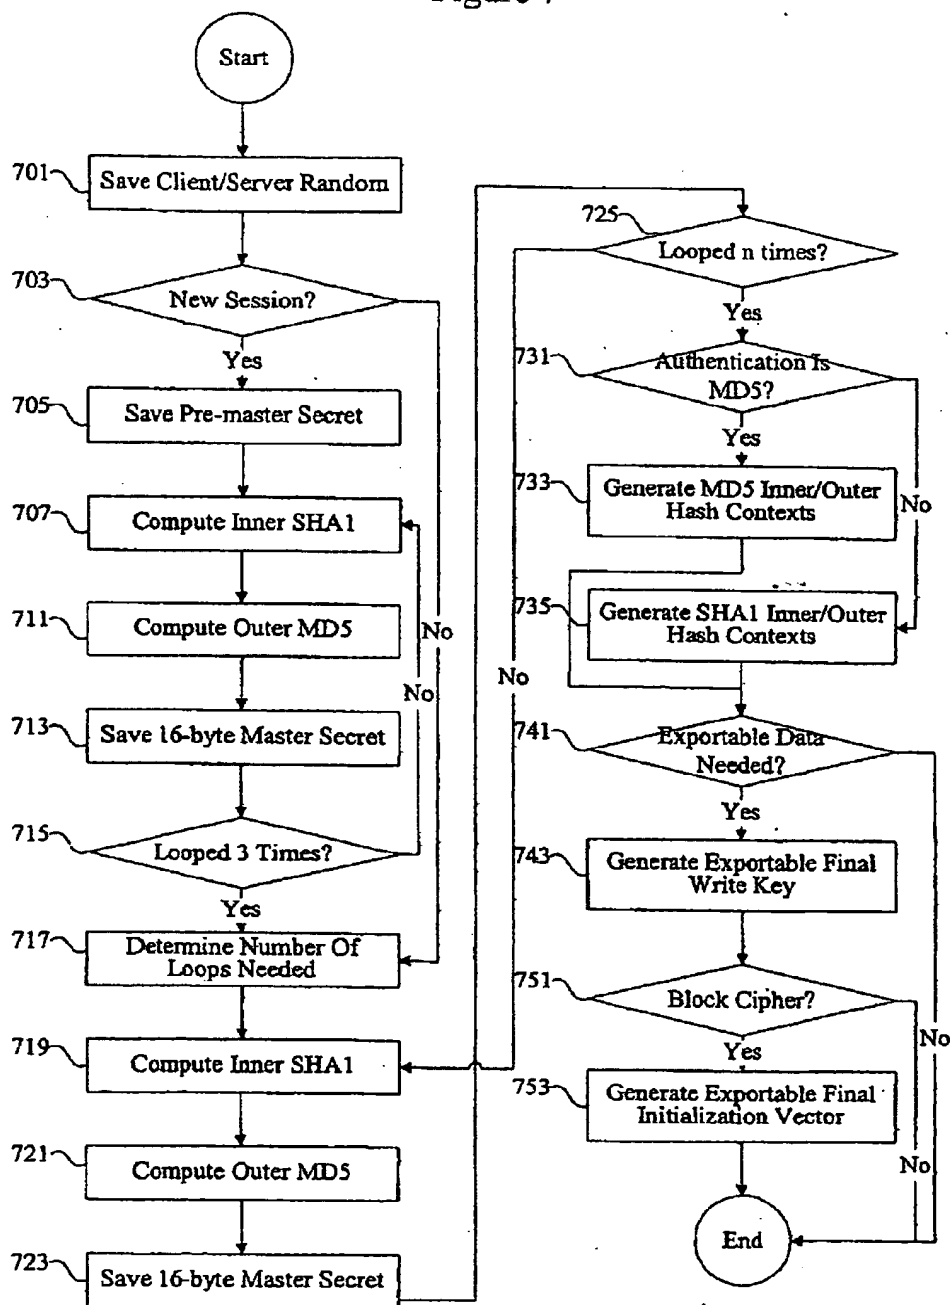 Start
701
Save Client/Server Random
703
New Session?
Yes
705
Save Pre-master Secret
707
Compute Inner SHA1
711
Compute Outer MD5
No
No
713
Save 16-byte Master Secret
715
Looped 3 Times?
Yes
717
Determine Number Of
Loops Needed
719
Compute Inner SHA1
721
Compute Outer MD5
723
Save 16-byte Master Secret
725
Looped n times?
Yes
No
731
Authentication Is
MD5?
Yes
No
733
Generate MD5 Inner/Outer
Hash Contexts
735
Generate SHA1 Inner/Outer
Hash Contexts
741
Exportable Data
Needed?
Yes
No
743
Generate Exportable Final
Write Key
751
Block Cipher?
Yes
No
753
Generate Exportable Final
Initialization Vector
End